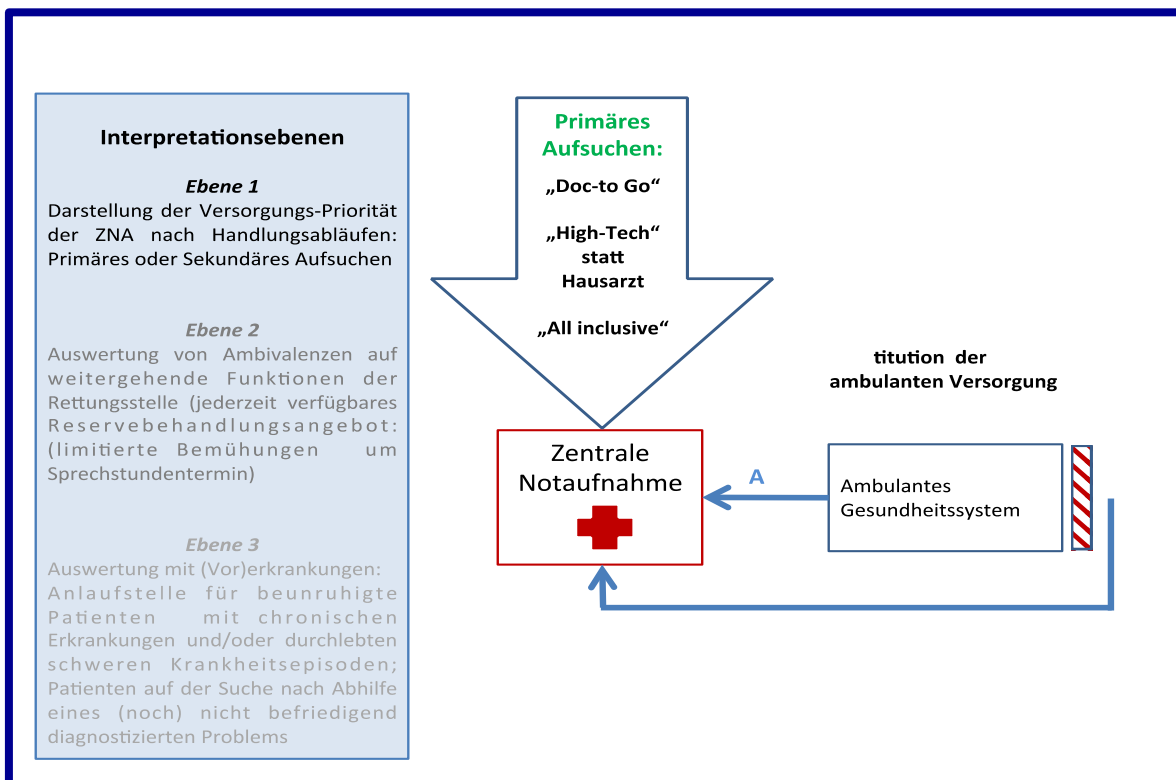 Interpretationsebenen
Ebene 1
Darstellung der Versorgungs-Priorität
der ZNA nach Handlungsabläufen:
Primäres oder Sekundäres Aufsuchen
Ebene 2
Auswertung von Ambivalenzen auf
weitergehende Funktionen der
Rettungsstelle (jederzeit verfügbares
Reservebehandlungsangebot:
(limitierte Bemühungen um
Sprechstundentermin)
Ebene 3
Auswertung mit (Vor)erkrankungen:
Anlaufstelle für beunruhigte
Patienten mit chronischen
Erkrankungen und/oder durchlebten
schweren Krankheitsepisoden;
Patienten auf der Suche nach Abhilfe
eines (noch) nicht befriedigend
diagnostizierten Problems
Primäres
Aufsuchen:
„Doc-to Go“
„High-Tech“
statt
Hausarzt
„All inclusive“
Zentrale
Notaufnahme
A
titution der
ambulanten Versorgung
Ambulantes
Gesundheitssystem